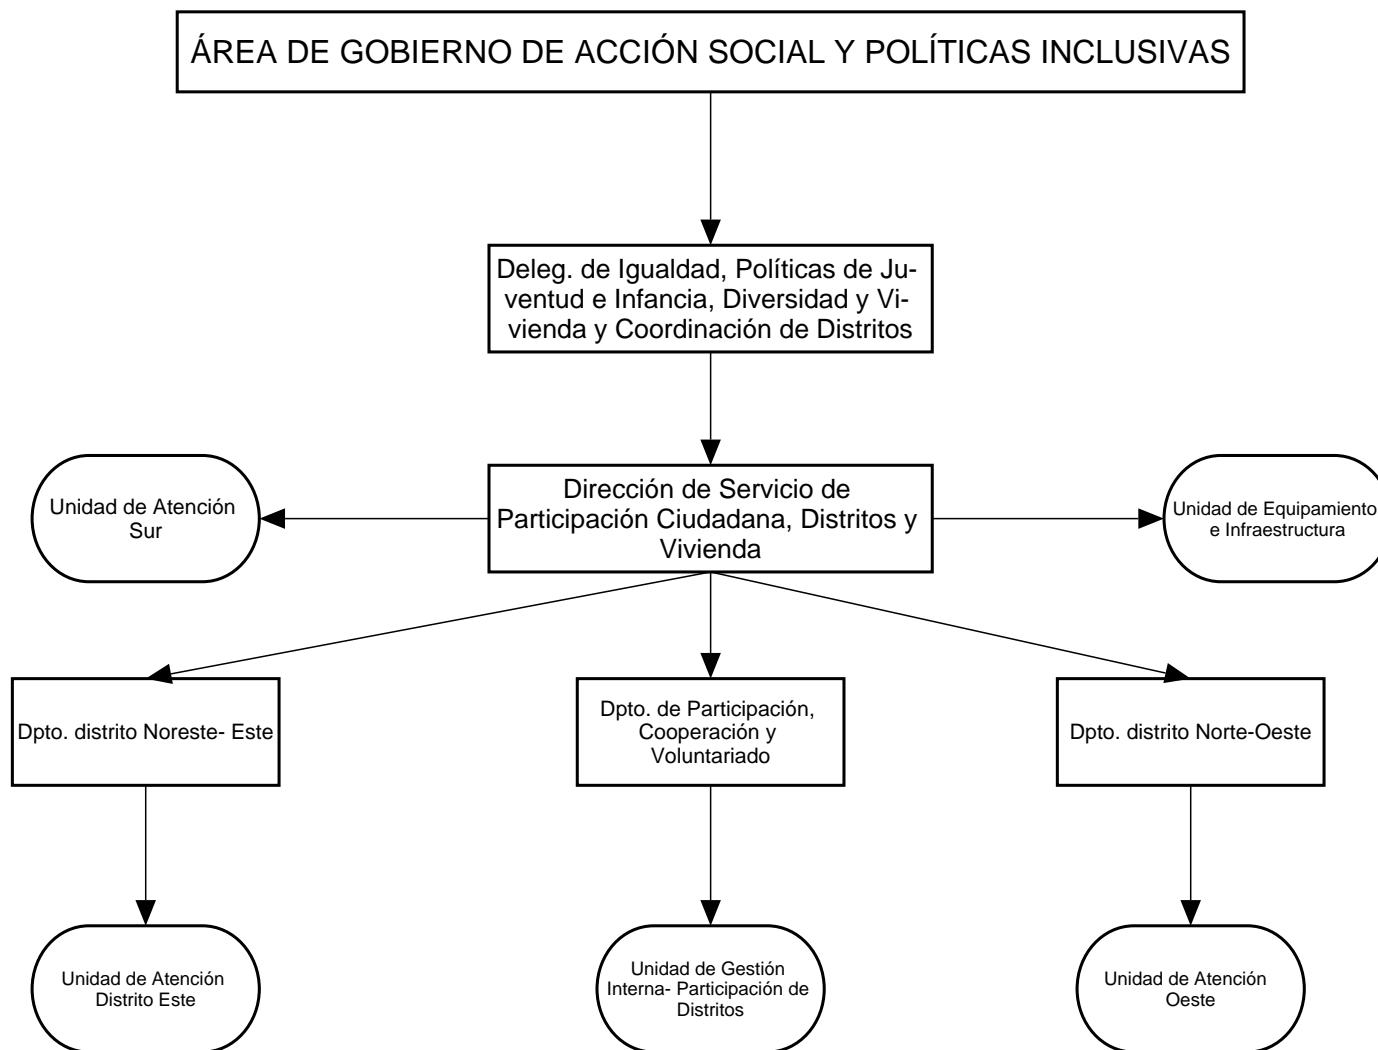 ÁREA DE GOBIERNO DE ACCIÓN SOCIAL Y POLÍTICAS INCLUSIVAS
Deleg. de Igualdad, Políticas de Ju-
ventud e Infancia, Diversidad y Vi-
vienda y Coordinación de Distritos
Unidad de Atención
Sur
Dirección de Servicio de
Participación Ciudadana, Distritos y
Vivienda
Unidad de Equipamiento
e Infraestructura
Dpto. distrito Noreste- Este
Dpto. de Participación,
Cooperación y
Voluntariado
Dpto. distrito Norte-Oeste
Unidad de Atención
Distrito Este
Unidad de Gestión
Interna- Participación de
Distritos
Unidad de Atención
Oeste